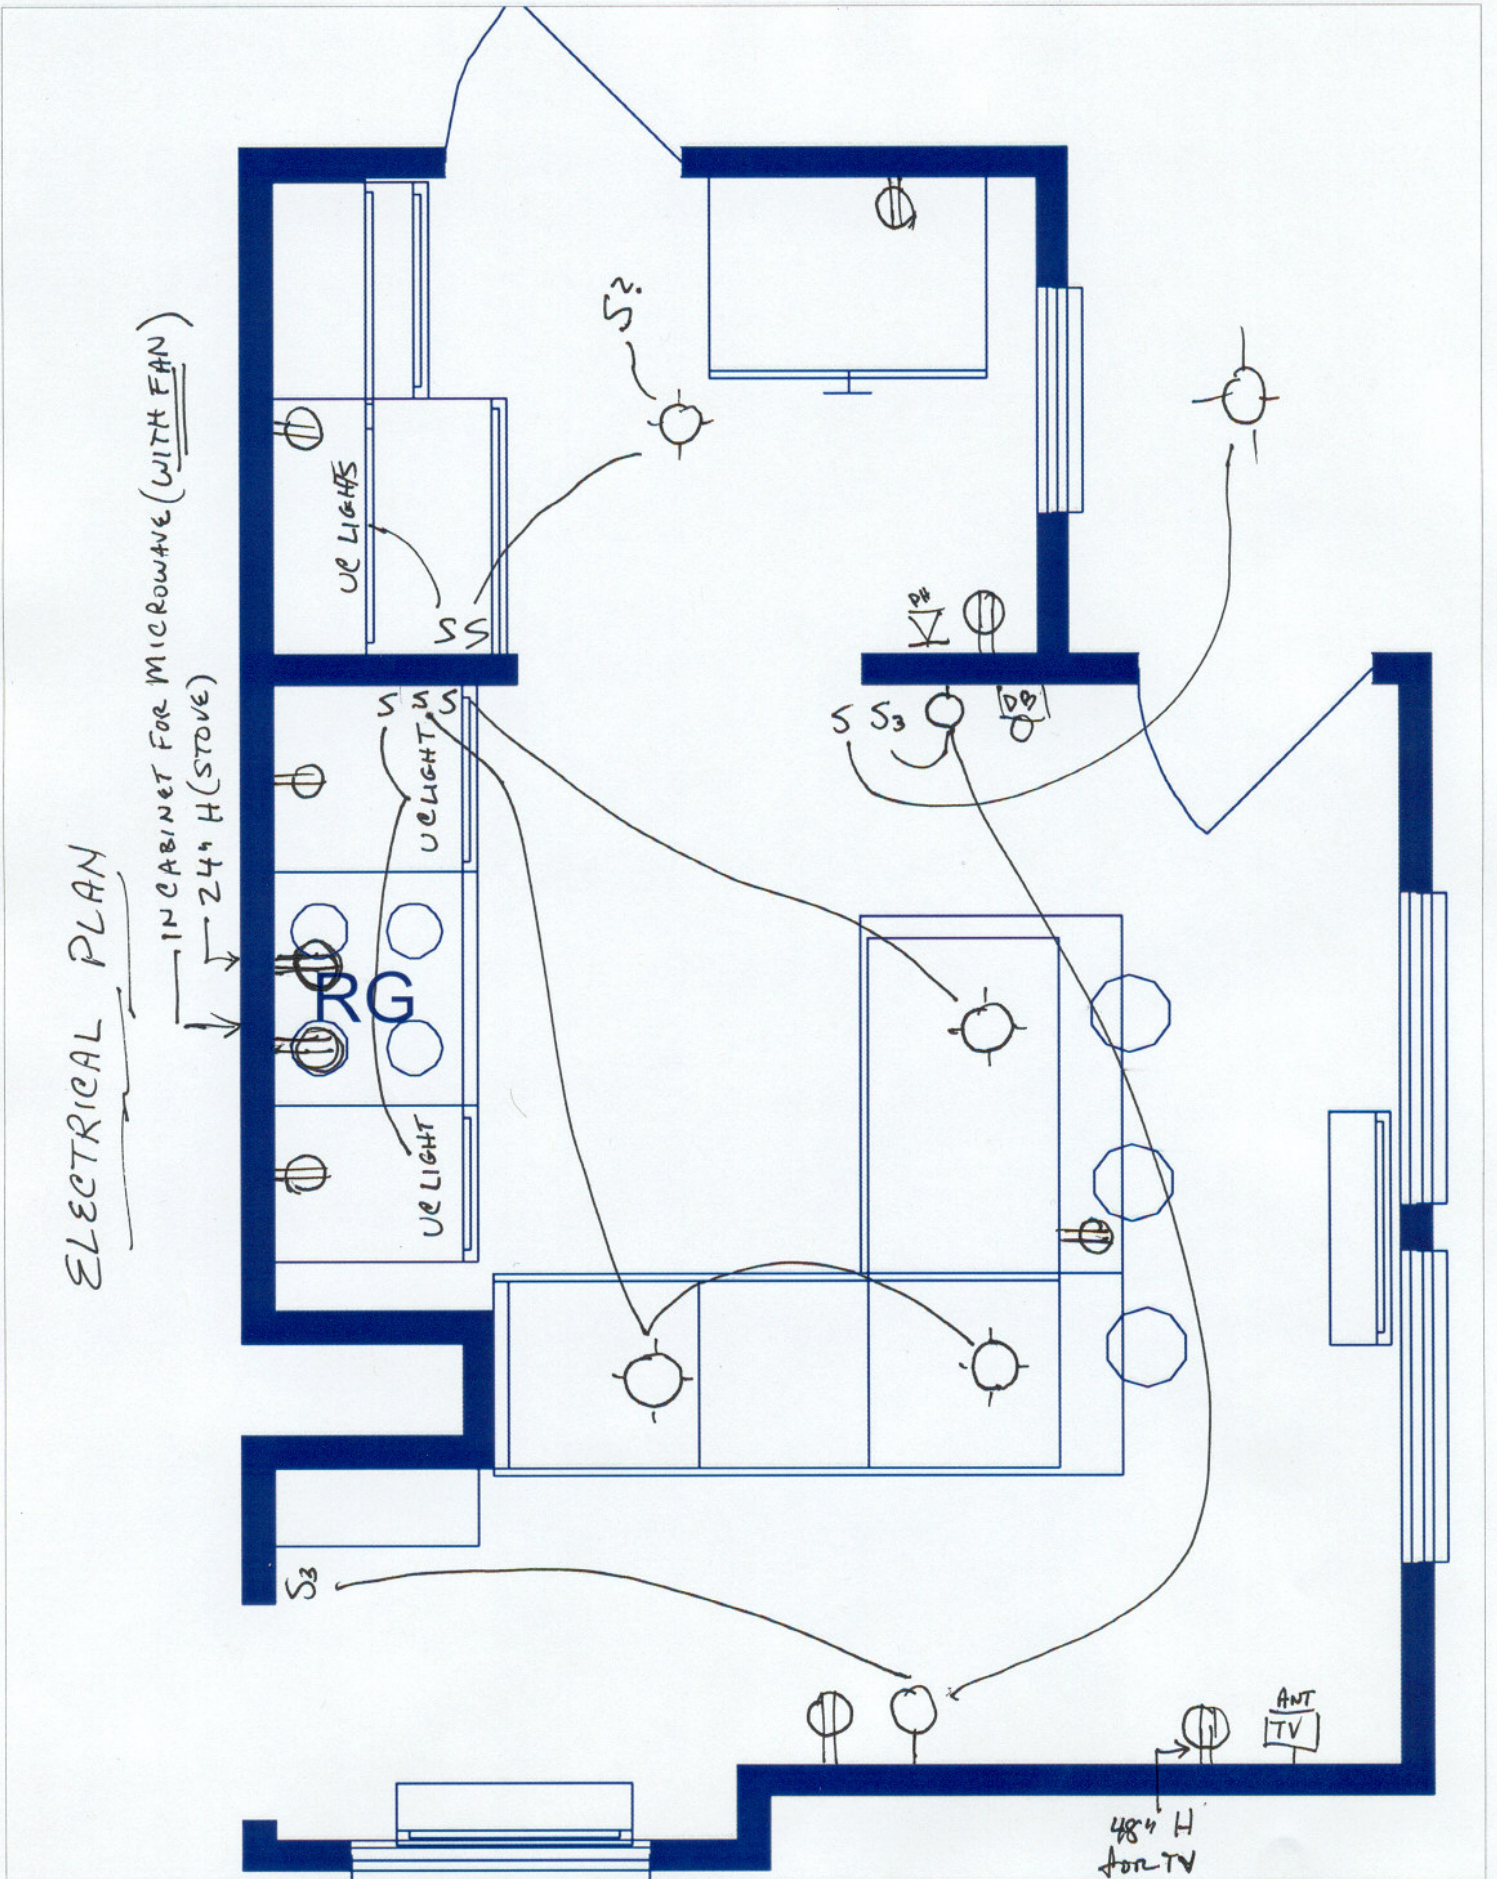 ELECTRICAL PLAN
IN CABINET FOR MICROWAVE (WITH FAN)
24" H (STOVE)
S?
UC LIGHTS
SS
PH
S S S
UC LIGHT
S S3
DB
RG
UC LIGHT
S3
ANT
TV
48" H
for TV